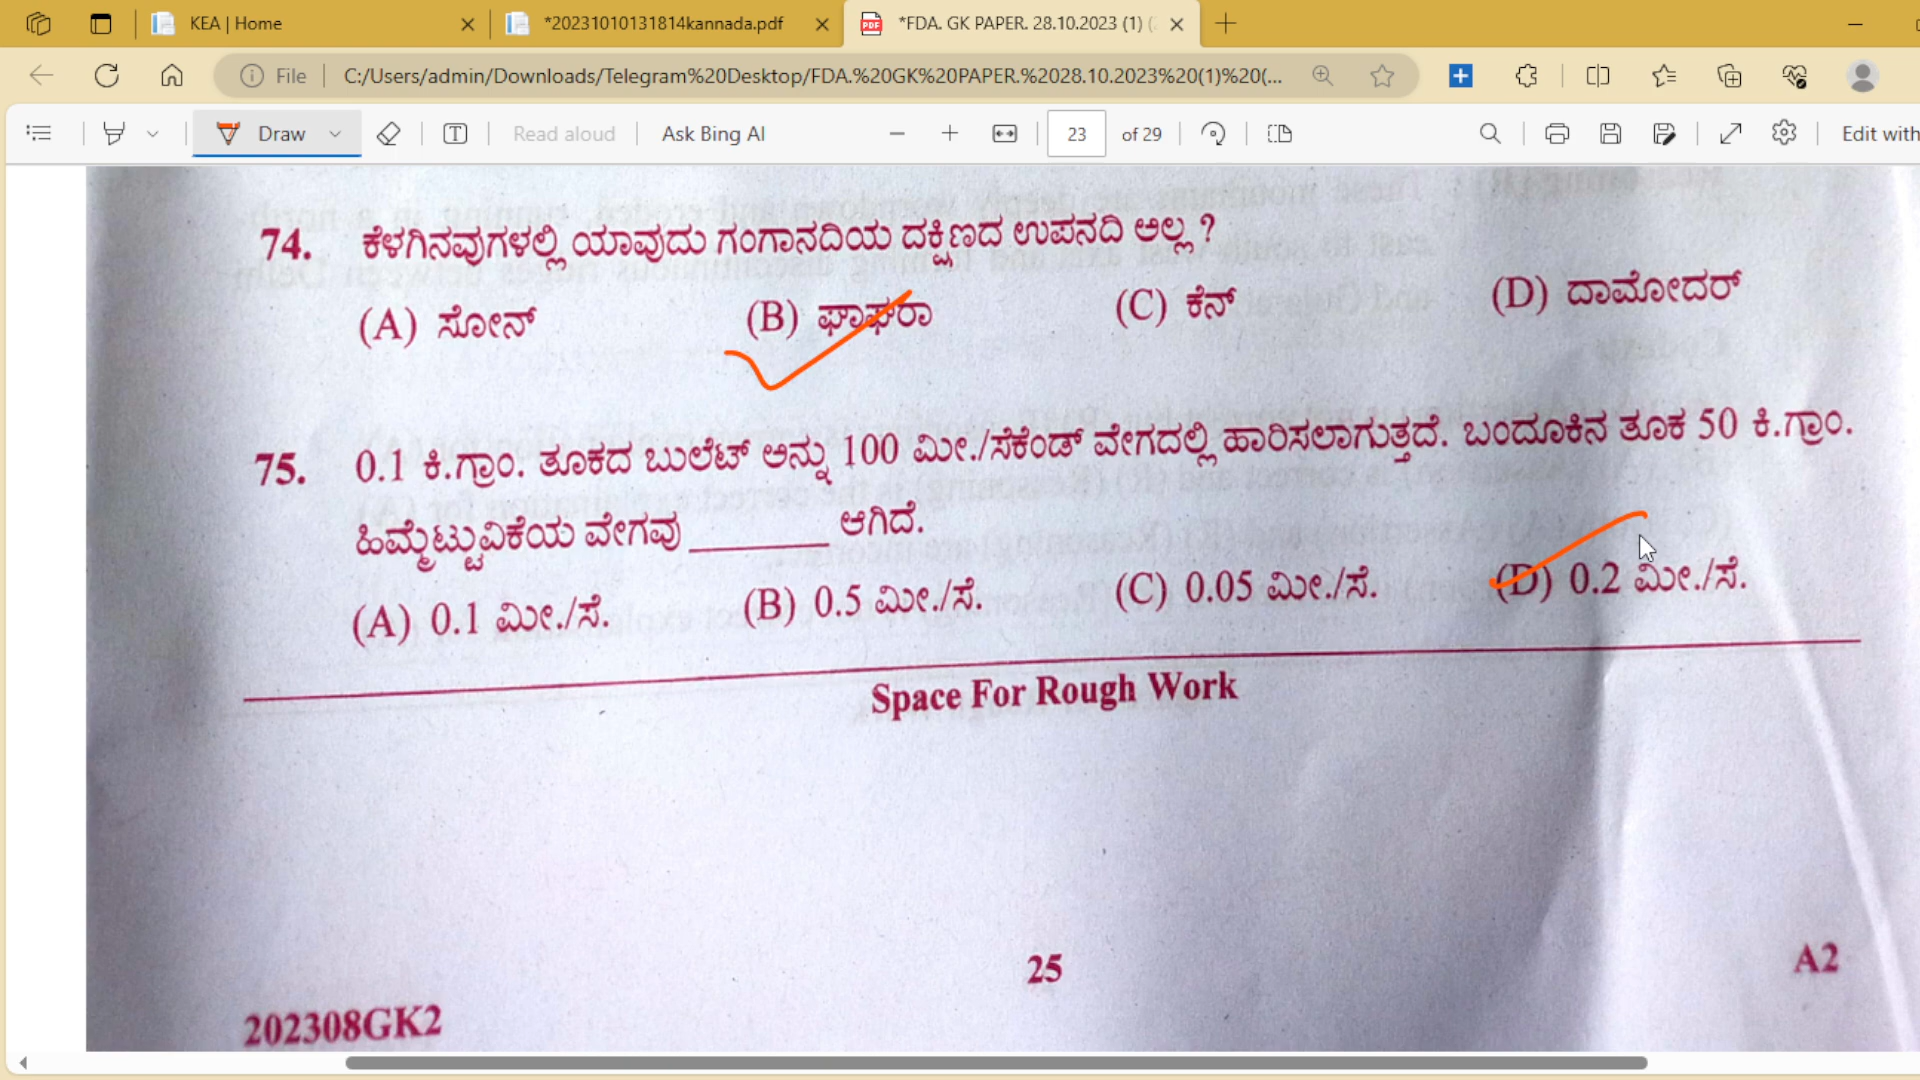 KEA | Home
*20231010131814kannada.pdf
*FDA. GK PAPER. 28.10.2023 (1) (
File
C:/Users/admin/Downloads/Telegram%20Desktop/FDA.%20GK%20PAPER.%2028.10.2023%20(1)%20(...
Draw
Read aloud
Ask Bing AI
23
of 29
Edit with
74. ಕೆಳಗಿನವುಗಳಲ್ಲಿ ಯಾವುದು ಗಂಗಾನದಿಯ ದಕ್ಷಿಣದ ಉಪನದಿ ಅಲ್ಲ ?
(A) ಸೋನ್ (B) ಘಾಘರಾ (C) ಕೆನ್ (D) ದಾಮೋದರ್
75. 0.1 ಕಿ.ಗ್ರಾಂ. ತೂಕದ ಬುಲೆಟ್ ಅನ್ನು 100 ಮೀ./ಸೆಕೆಂಡ್ ವೇಗದಲ್ಲಿ ಹಾರಿಸಲಾಗುತ್ತದೆ. ಬಂದೂಕಿನ ತೂಕ 50 ಕಿ.ಗ್ರಾಂ.
ಹಿಮ್ಮೆಟ್ಟುವಿಕೆಯ ವೇಗವು ________ ಆಗಿದೆ.
(A) 0.1 ಮೀ./ಸೆ. (B) 0.5 ಮೀ./ಸೆ. (C) 0.05 ಮೀ./ಸೆ. (D) 0.2 ಮೀ./ಸೆ.
Space For Rough Work
25
A2
202308GK2